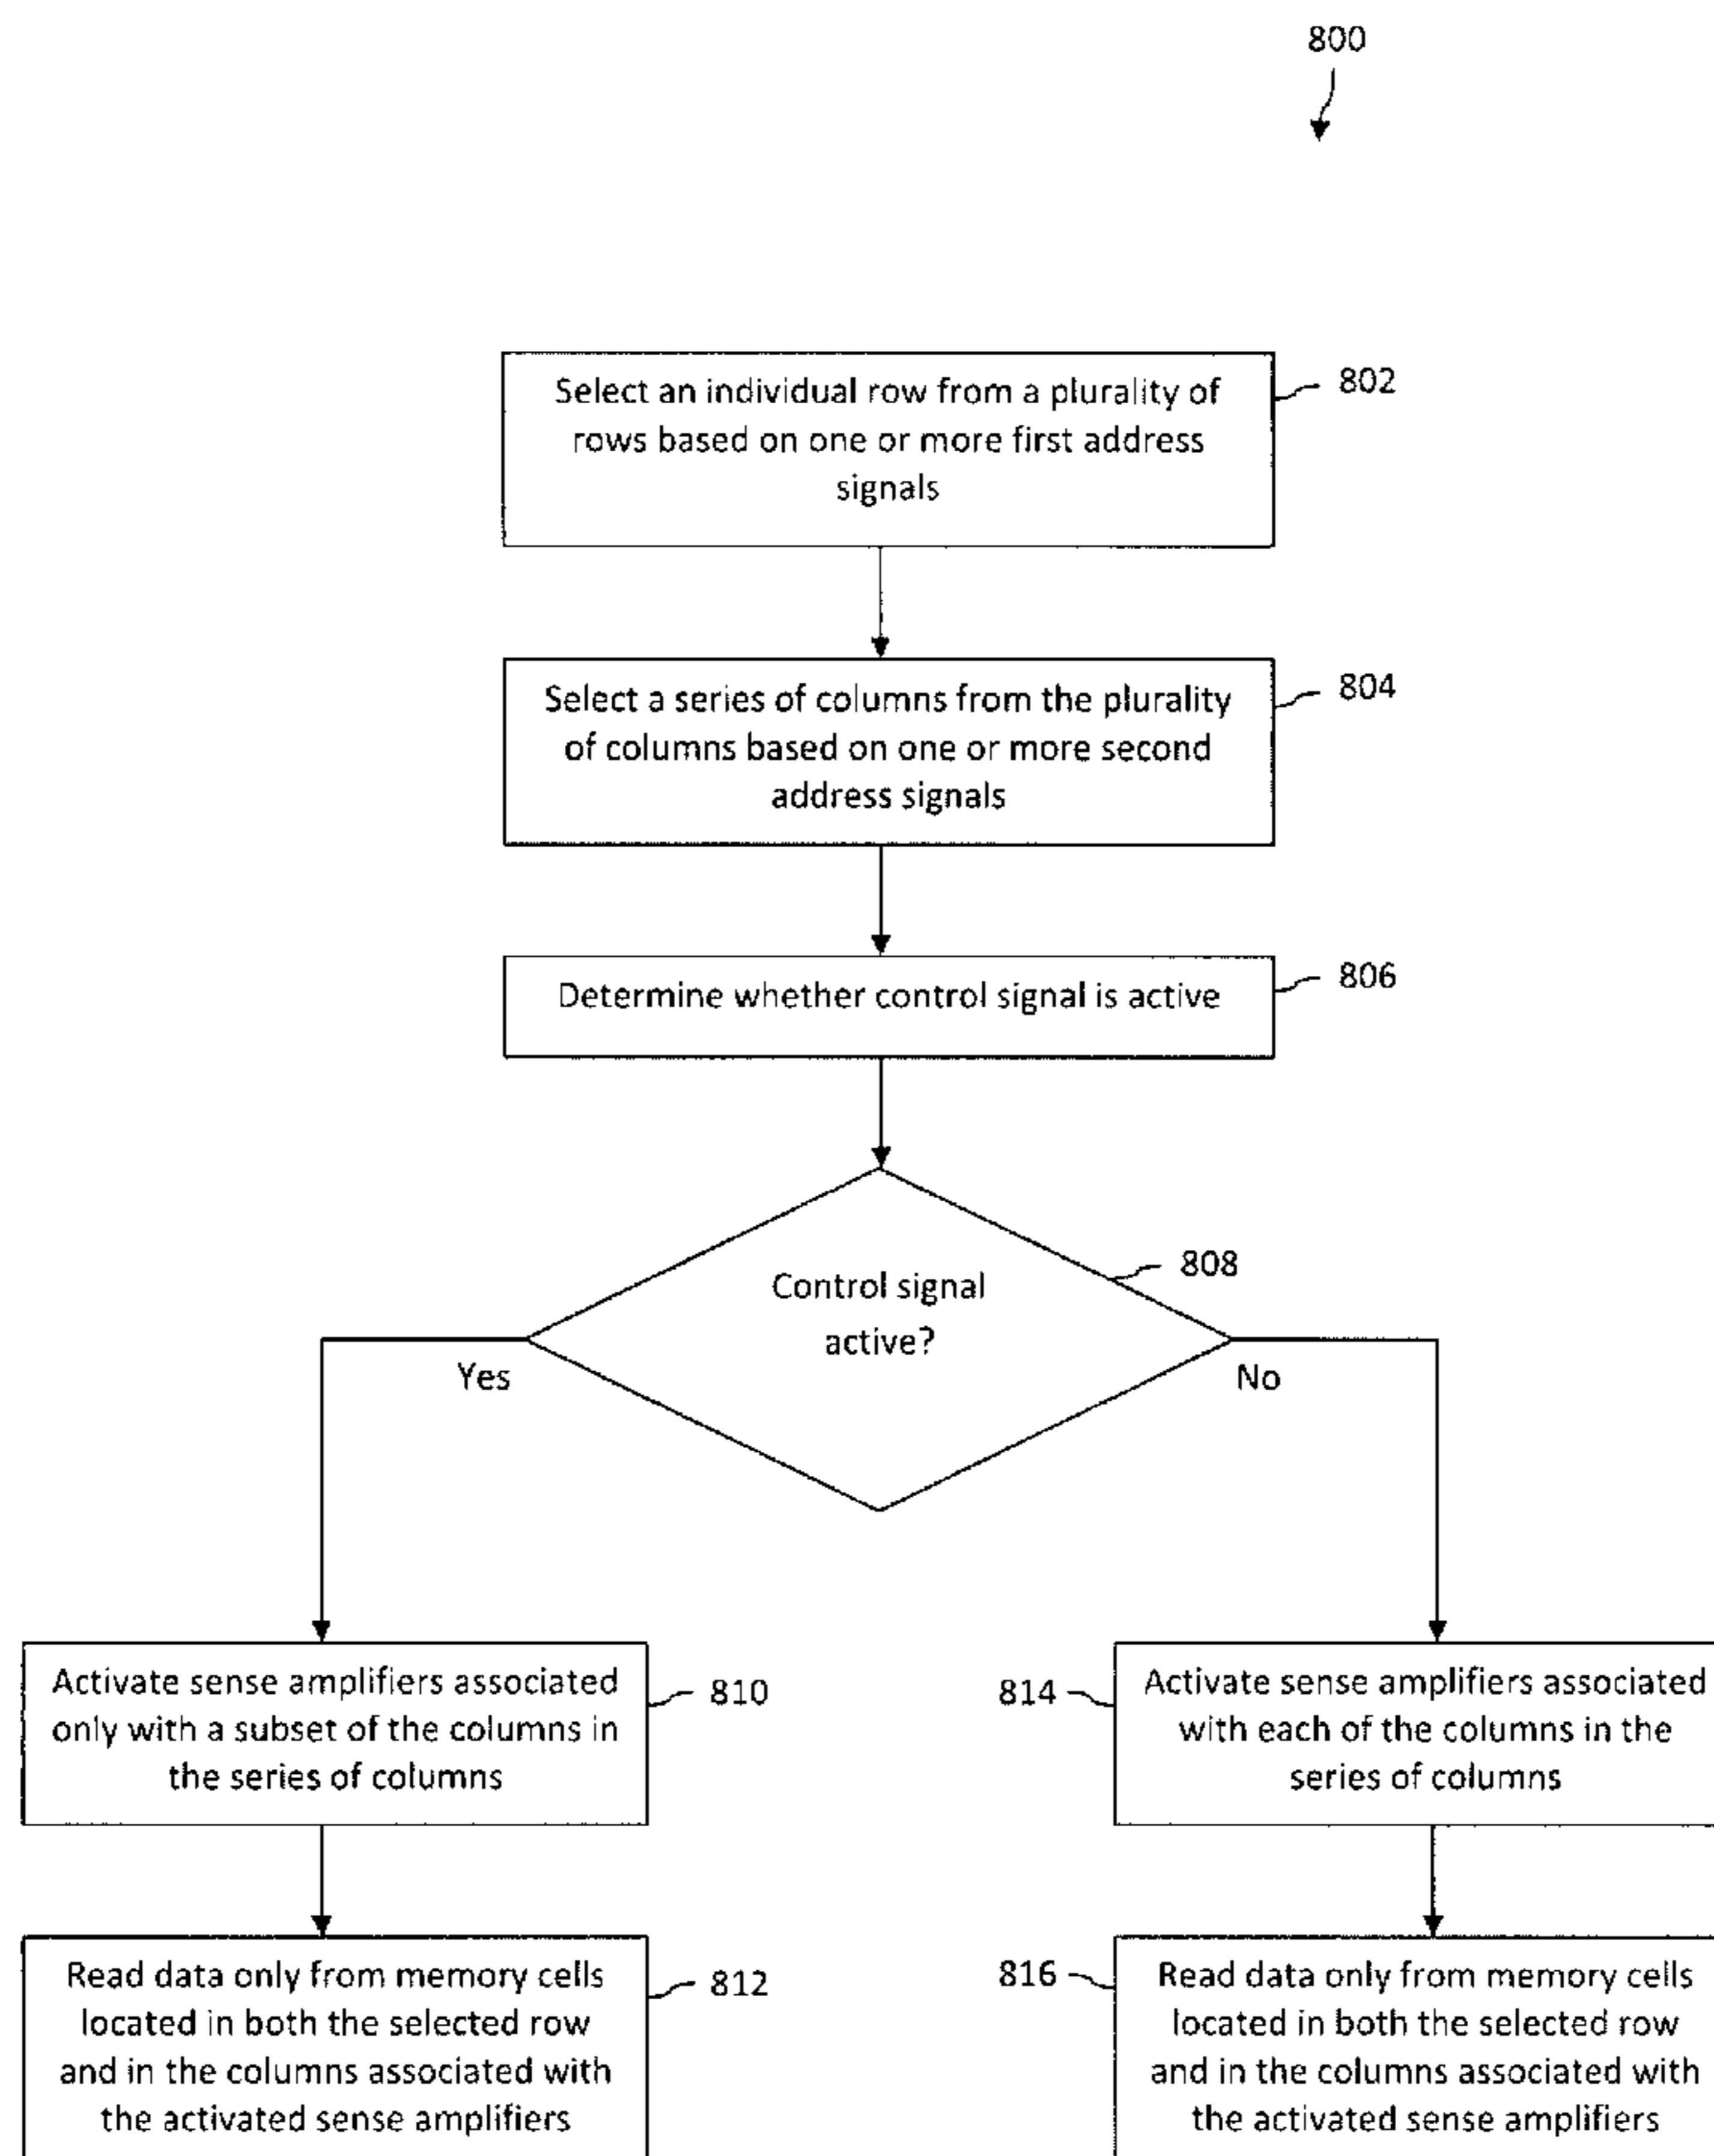 800
Select an individual row from a plurality of
rows based on one or more first address
signals
802
Select a series of columns from the plurality
of columns based on one or more second
address signals
804
Determine whether control signal is active
806
Control signal
active?
808
Yes
No
Activate sense amplifiers associated
only with a subset of the columns in
the series of columns
810
814
Activate sense amplifiers associated
with each of the columns in the
series of columns
Read data only from memory cells
located in both the selected row
and in the columns associated with
the activated sense amplifiers
812
816
Read data only from memory cells
located in both the selected row
and in the columns associated with
the activated sense amplifiers